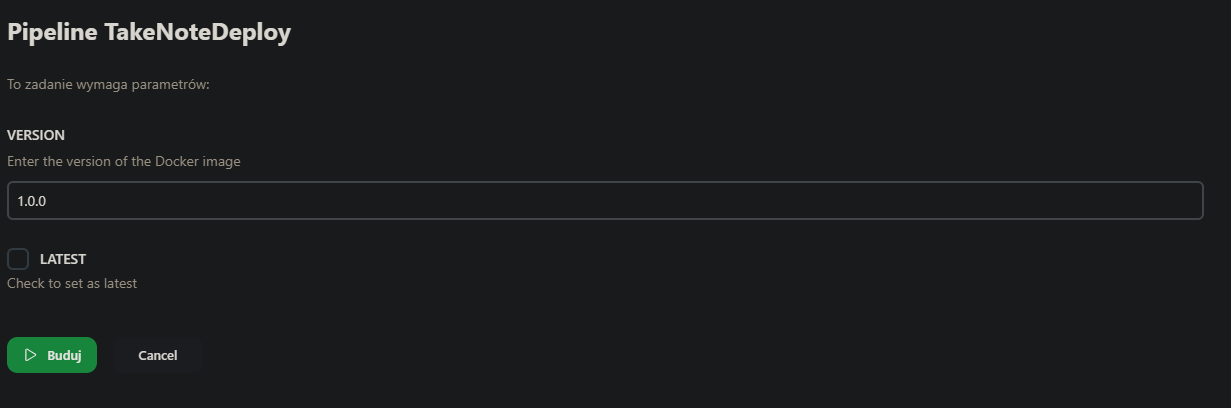 Pipeline TakeNoteDeploy
To zadanie wymaga parametrów:
VERSION
Enter the version of the Docker image
1.0.0
LATEST
Check to set as latest
Buduj Cancel